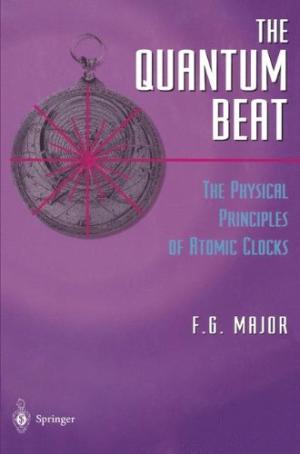 THE
QUANTUM
BEAT
THE PHYSICAL
PRINCIPLES
OF ATOMIC CLOCKS
F.G. MAJOR
Springer